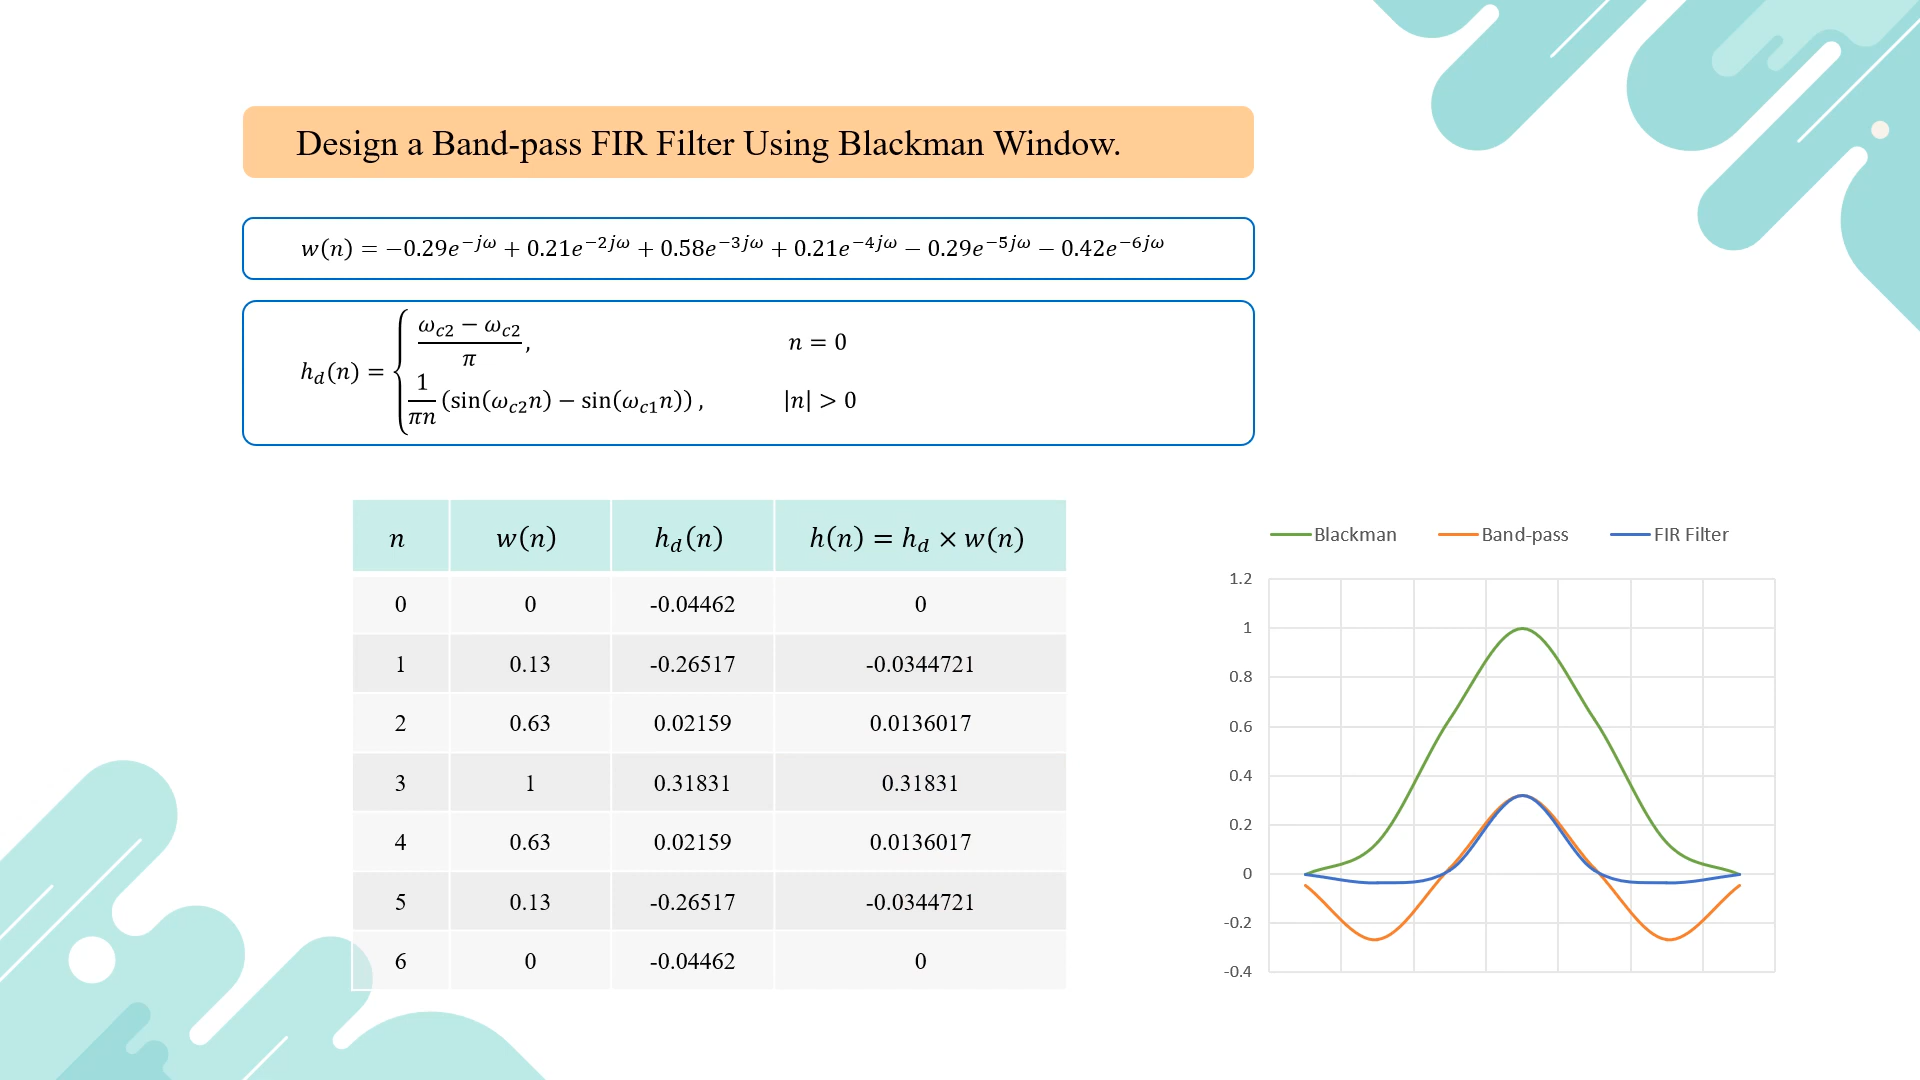 Design a Band-pass FIR Filter Using Blackman Window.
w(n) = −0.29e^{−jω} + 0.21e^{−2jω} + 0.58e^{−3jω} + 0.21e^{−4jω} − 0.29e^{−5jω} − 0.42e^{−6jω}
h_d(n) = { (ω_{c2} − ω_{c2})/π, n = 0
1/(πn) (sin(ω_{c2}n) − sin(ω_{c1}n)) , |n| > 0
n w(n) h_d(n) h(n) = h_d × w(n)
0 0 -0.04462 0
1 0.13 -0.26517 -0.0344721
2 0.63 0.02159 0.0136017
3 1 0.31831 0.31831
4 0.63 0.02159 0.0136017
5 0.13 -0.26517 -0.0344721
6 0 -0.04462 0
Blackman Band-pass FIR Filter
1.2
1
0.8
0.6
0.4
0.2
0
-0.2
-0.4